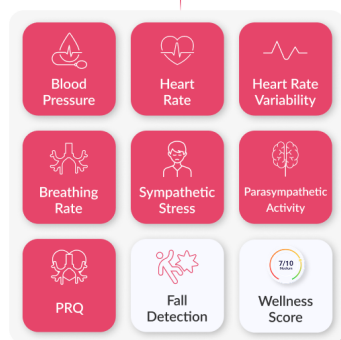 Blood
Pressure
Heart
Rate
Heart Rate
Variability
Breathing
Rate
Sympathetic
Stress
Parasympathetic
Activity
PRQ
Fall
Detection
7/10
Medium
Wellness
Score